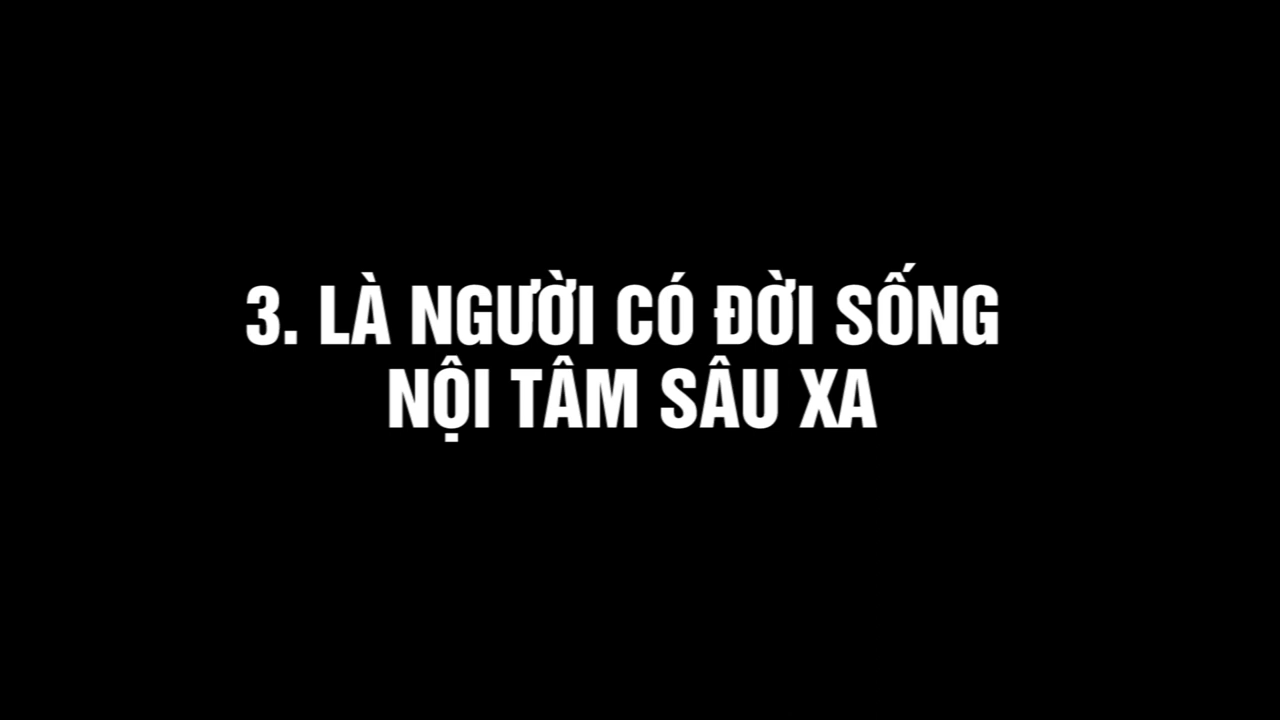 3. LÀ NGƯỜI CÓ ĐỜI SỐNG
NỘI TÂM SÂU XA